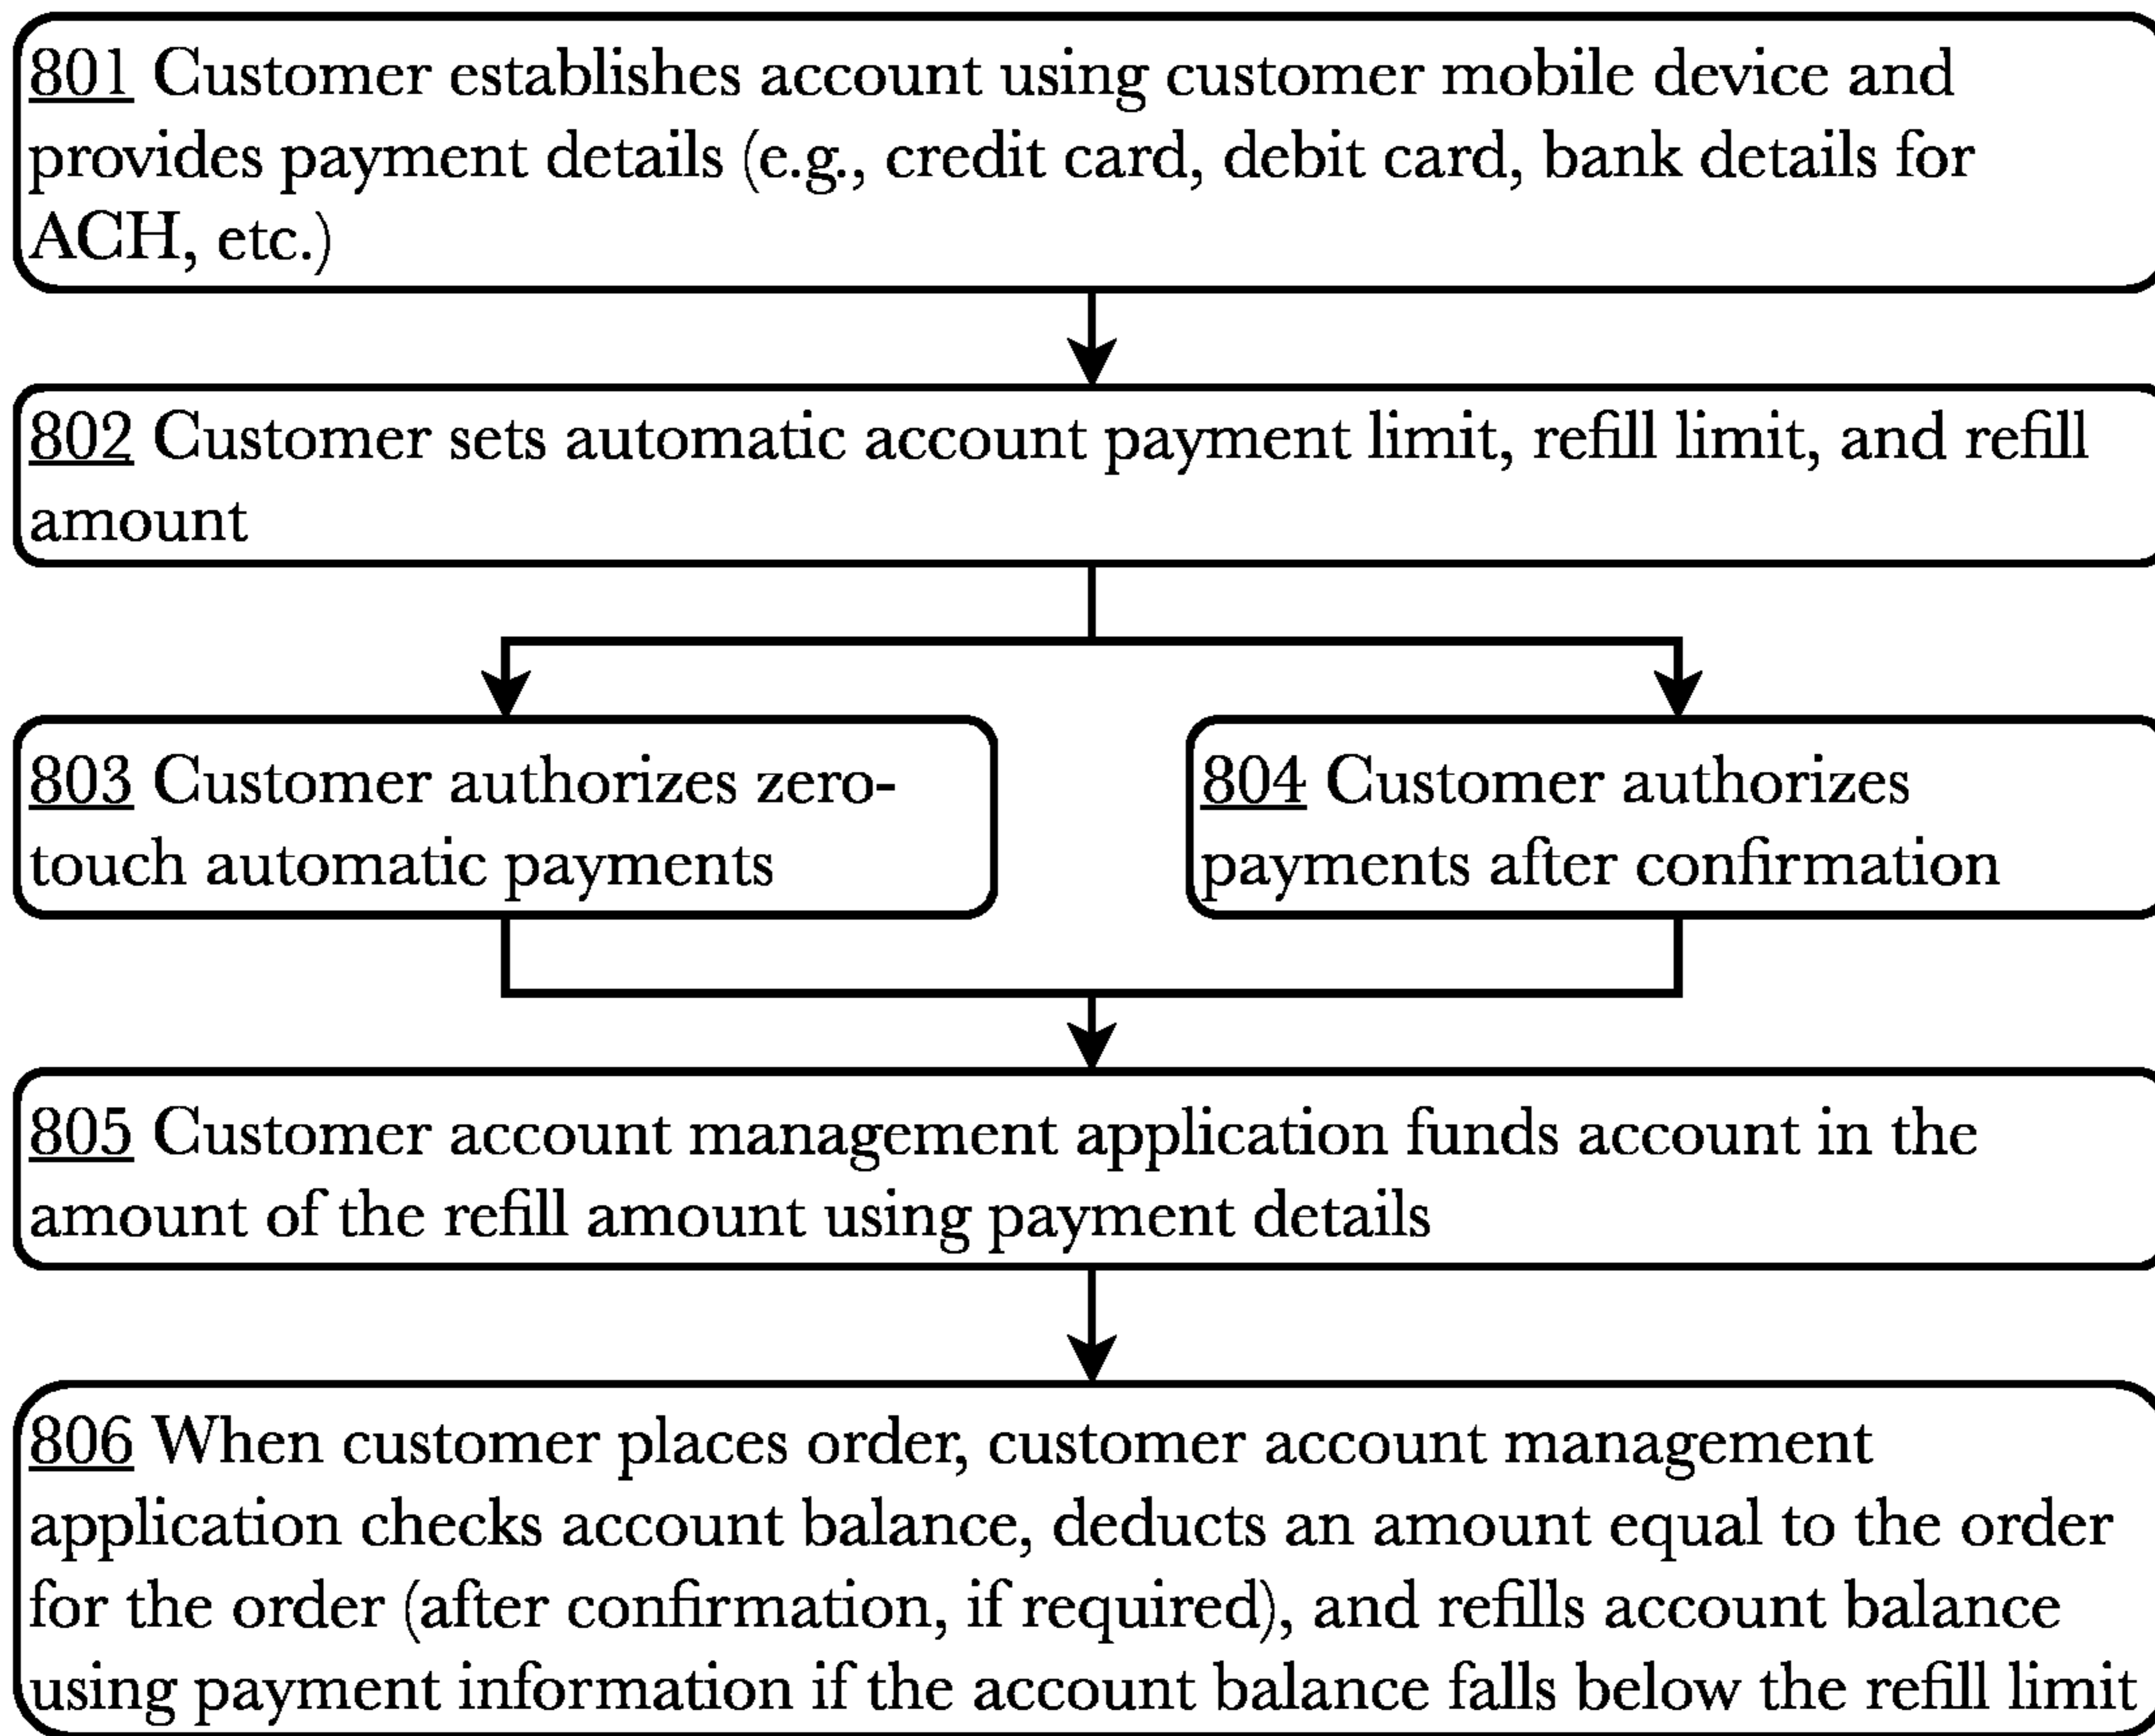 801 Customer establishes account using customer mobile device and
provides payment details (e.g., credit card, debit card, bank details for
ACH, etc.)
802 Customer sets automatic account payment limit, refill limit, and refill
amount
803 Customer authorizes zero-
touch automatic payments
804 Customer authorizes
payments after confirmation
805 Customer account management application funds account in the
amount of the refill amount using payment details
806 When customer places order, customer account management
application checks account balance, deducts an amount equal to the order
for the order (after confirmation, if required), and refills account balance
using payment information if the account balance falls below the refill limit